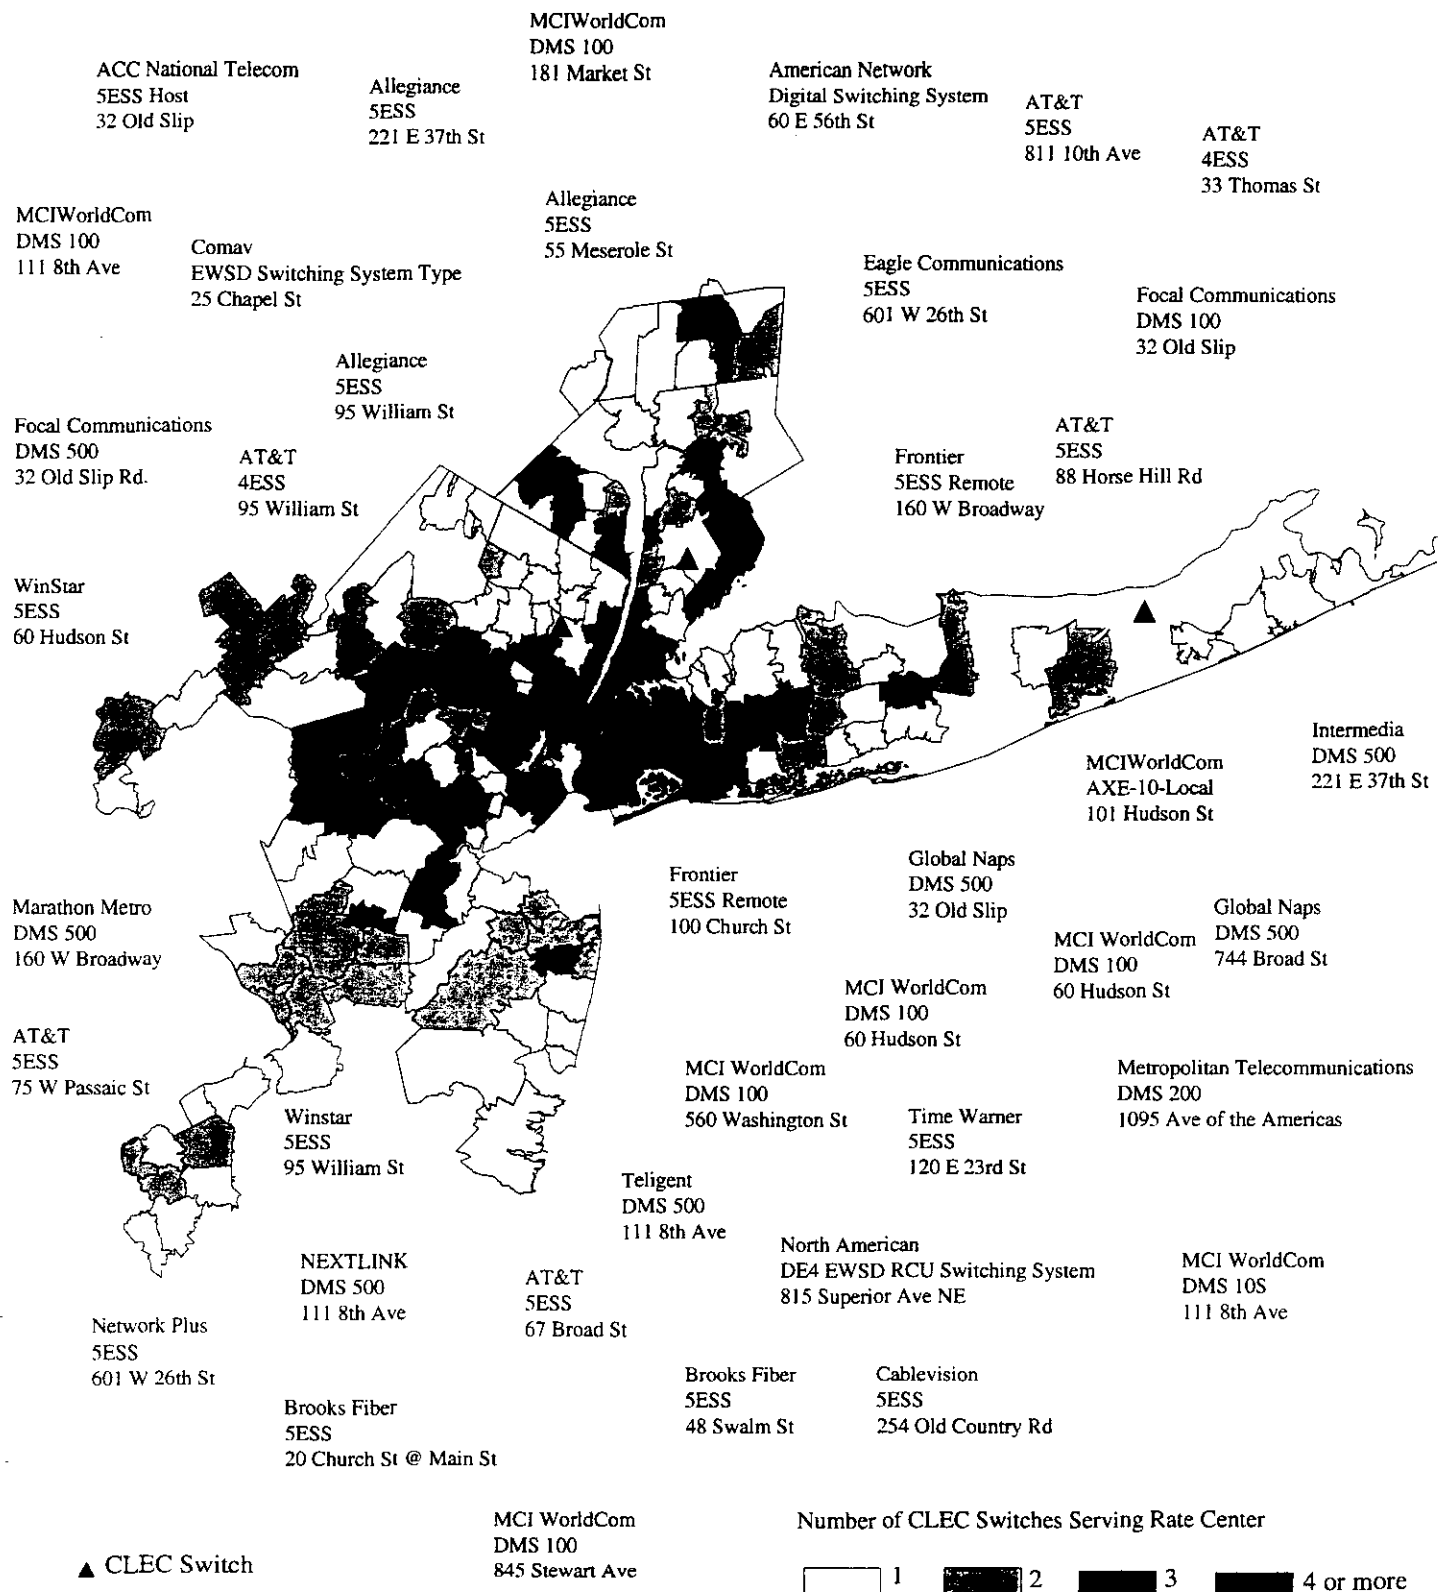 MCIWorldCom
DMS 100
181 Market St
ACC National Telecom
5ESS Host
32 Old Slip
Allegiance
5ESS
221 E 37th St
American Network
Digital Switching System
60 E 56th St
AT&T
5ESS
811 10th Ave
AT&T
4ESS
33 Thomas St
MCIWorldCom
DMS 100
111 8th Ave
Comav
EWSD Switching System Type
25 Chapel St
Allegiance
5ESS
55 Meserole St
Eagle Communications
5ESS
601 W 26th St
Focal Communications
DMS 100
32 Old Slip
Allegiance
5ESS
95 William St
Focal Communications
DMS 500
32 Old Slip Rd.
AT&T
4ESS
95 William St
Frontier
5ESS Remote
160 W Broadway
AT&T
5ESS
88 Horse Hill Rd
WinStar
5ESS
60 Hudson St
MCIWorldCom
AXE-10-Local
101 Hudson St
Intermedia
DMS 500
221 E 37th St
Marathon Metro
DMS 500
160 W Broadway
Frontier
5ESS Remote
100 Church St
Global Naps
DMS 500
32 Old Slip
MCI WorldCom
DMS 100
60 Hudson St
Global Naps
DMS 500
744 Broad St
MCI WorldCom
DMS 100
60 Hudson St
AT&T
5ESS
75 W Passaic St
MCI WorldCom
DMS 100
560 Washington St
Metropolitan Telecommunications
DMS 200
1095 Ave of the Americas
Winstar
5ESS
95 William St
Time Warner
5ESS
120 E 23rd St
Teligent
DMS 500
111 8th Ave
NEXTLINK
DMS 500
111 8th Ave
AT&T
5ESS
67 Broad St
North American
DE4 EWSD RCU Switching System
815 Superior Ave NE
MCI WorldCom
DMS 10S
111 8th Ave
Network Plus
5ESS
601 W 26th St
Brooks Fiber
5ESS
20 Church St @ Main St
Brooks Fiber
5ESS
48 Swalm St
Cablevision
5ESS
254 Old Country Rd
MCI WorldCom
DMS 100
845 Stewart Ave
CLEC Switch
Number of CLEC Switches Serving Rate Center
1 2 3 4 or more